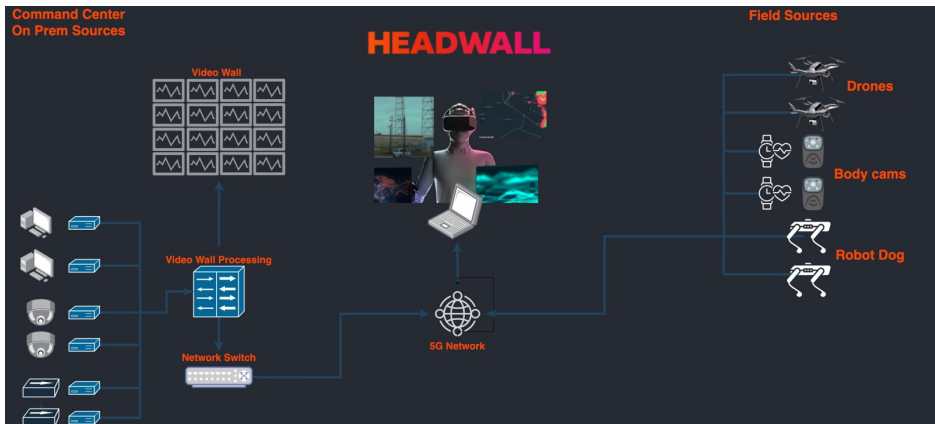 Command Center
On Prem Sources
Field Sources
HEADWALL
Video Wall
Drones
Body cams
Video Wall Processing
Robot Dog
5G Network
Network Switch